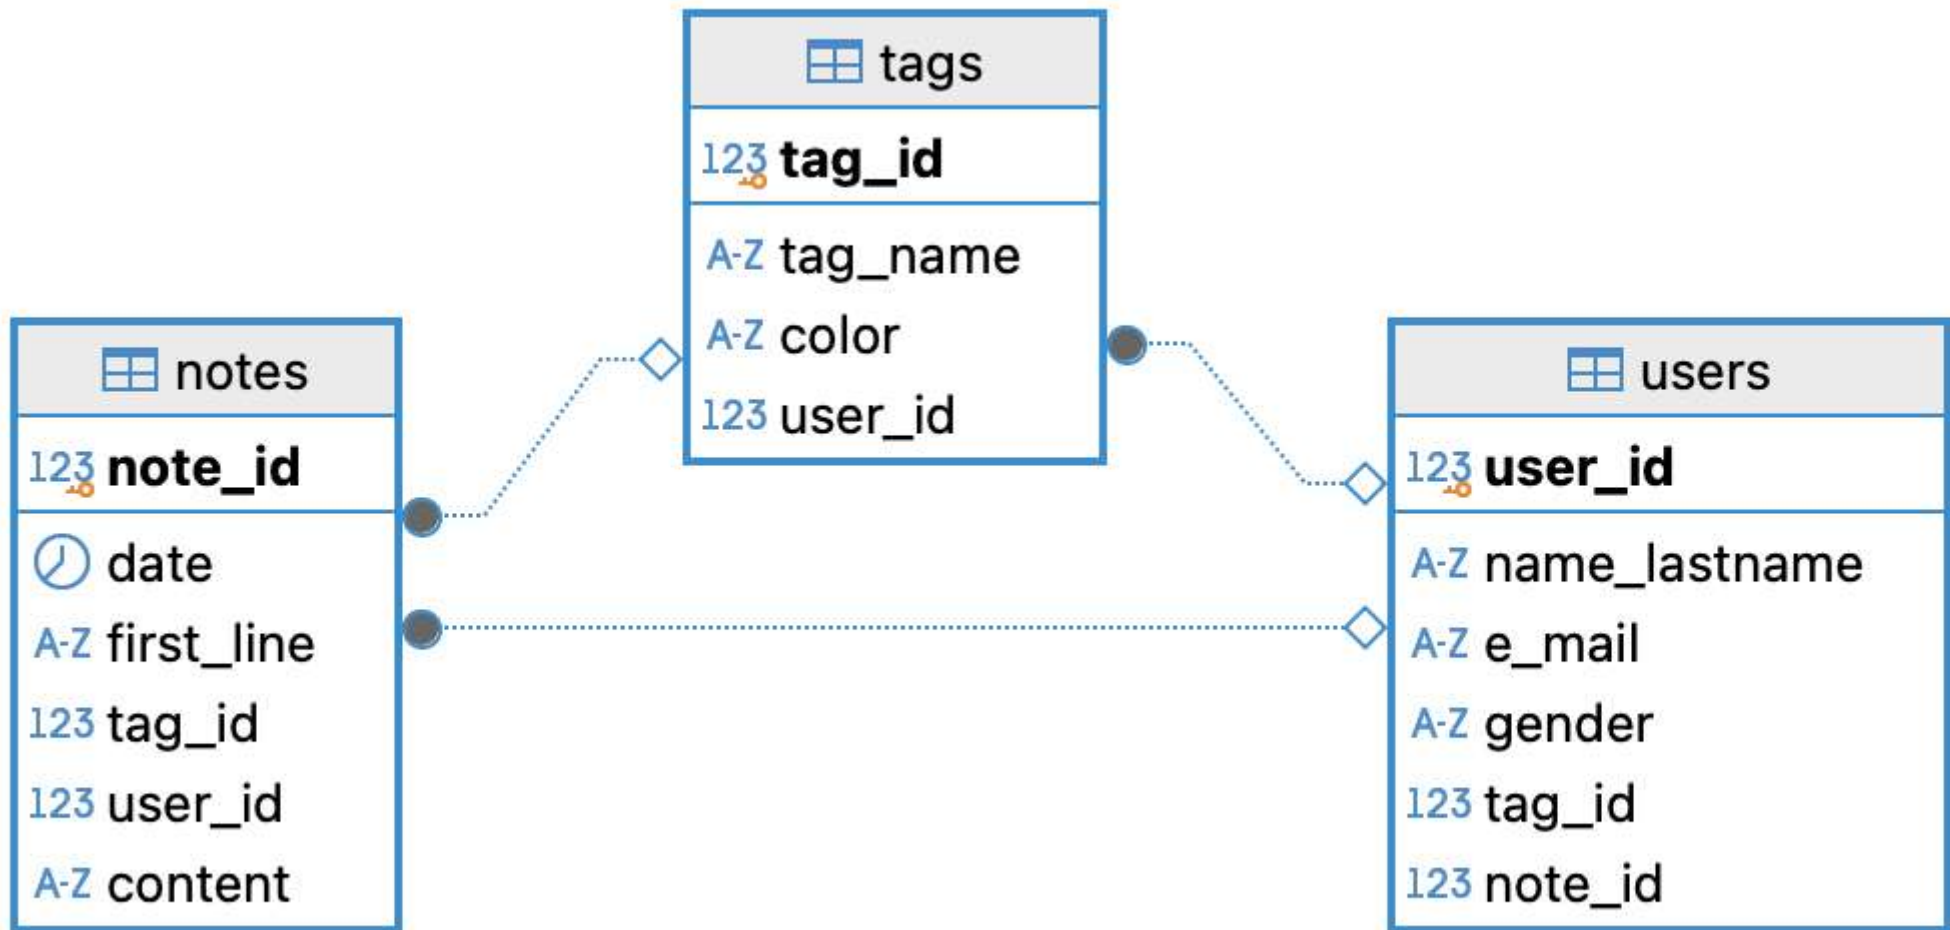 tags
123 tag_id
A-Z tag_name
A-Z color
123 user_id
notes
123 note_id
date
A-Z first_line
123 tag_id
123 user_id
A-Z content
users
123 user_id
A-Z name_lastname
A-Z e_mail
A-Z gender
123 tag_id
123 note_id